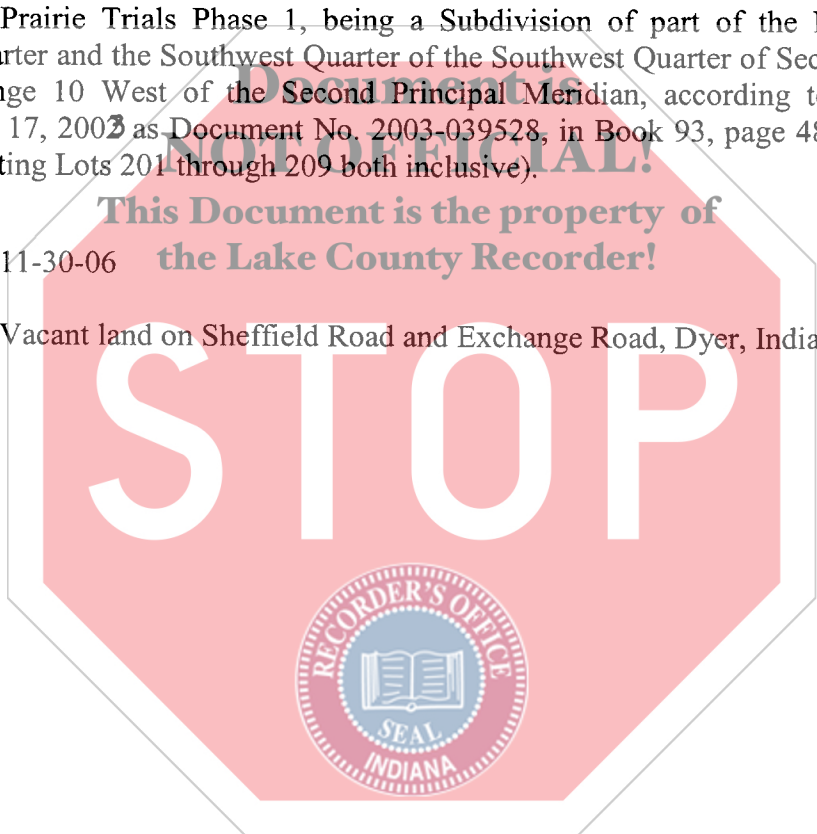 Prairie Trials Phase 1, being a Subdivision of part of the
rter and the Southwest Quarter of the Southwest Quarter of Sec
nge 10 West of the Second Principal Meridian, according t
17, 2003 as Document No. 2003-039528, in Book 93, page 48
ting Lots 201 through 209 both inclusive).
Document is
NOT OFFICIAL!
This Document is the property of
the Lake County Recorder!
11-30-06
Vacant land on Sheffield Road and Exchange Road, Dyer, India
STOP
RECORDER'S OFFICE
SEAL
INDIANA